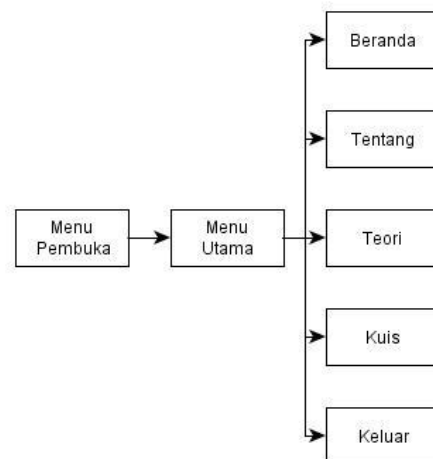 Beranda
Tentang
Menu
Pembuka
Menu
Utama
Teori
Kuis
Keluar